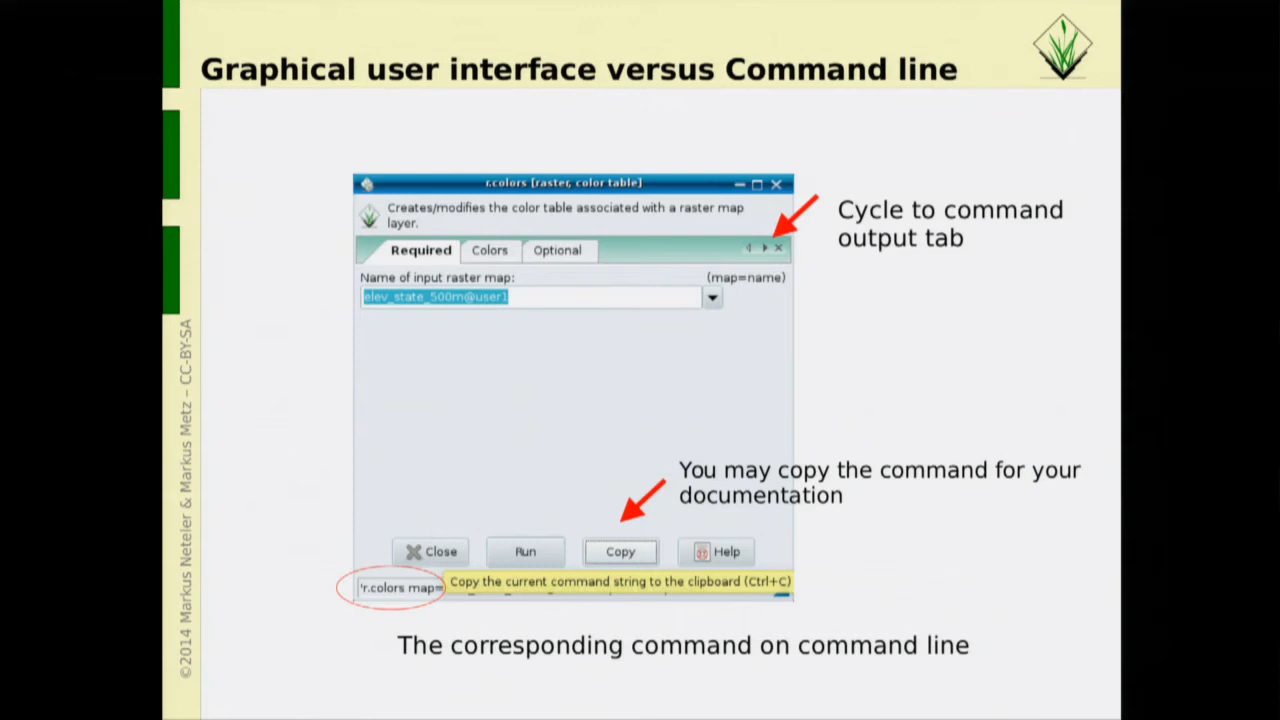 Graphical user interface versus Command line
r.colors [raster, color table]
Creates/modifies the color table associated with a raster map
layer.
Required Colors Optional
Name of input raster map: (map=name)
elev_state_500m@user1
Cycle to command
output tab
You may copy the command for your
documentation
Close Run Copy Help
'r.colors map=
Copy the current command string to the clipboard (Ctrl+C)
The corresponding command on command line
©2014 Markus Neteler & Markus Metz – CC-BY-SA